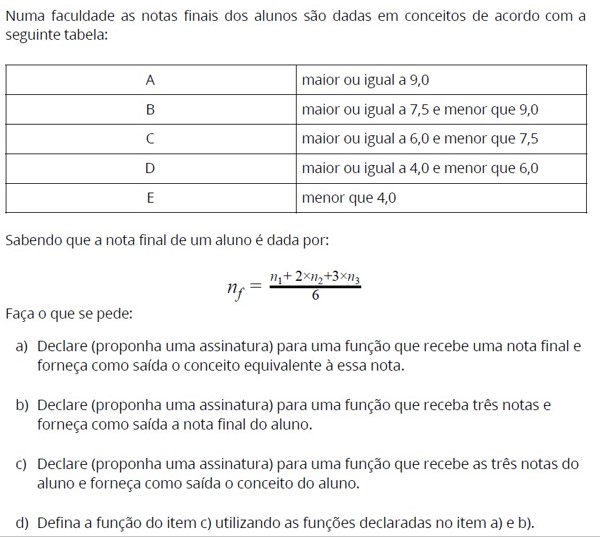 Numa faculdade as notas finais dos alunos são dadas em conceitos de acordo com a
seguinte tabela:
A maior ou igual a 9,0
B maior ou igual a 7,5 e menor que 9,0
C maior ou igual a 6,0 e menor que 7,5
D maior ou igual a 4,0 e menor que 6,0
E menor que 4,0
Sabendo que a nota final de um aluno é dada por:
n_f = (n_1 + 2×n_2 + 3×n_3) / 6
Faça o que se pede:
a) Declare (proponha uma assinatura) para uma função que recebe uma nota final e
forneça como saída o conceito equivalente à essa nota.
b) Declare (proponha uma assinatura) para uma função que receba três notas e
forneça como saída a nota final do aluno.
c) Declare (proponha uma assinatura) para uma função que recebe as três notas do
aluno e forneça como saída o conceito do aluno.
d) Defina a função do item c) utilizando as funções declaradas no item a) e b).